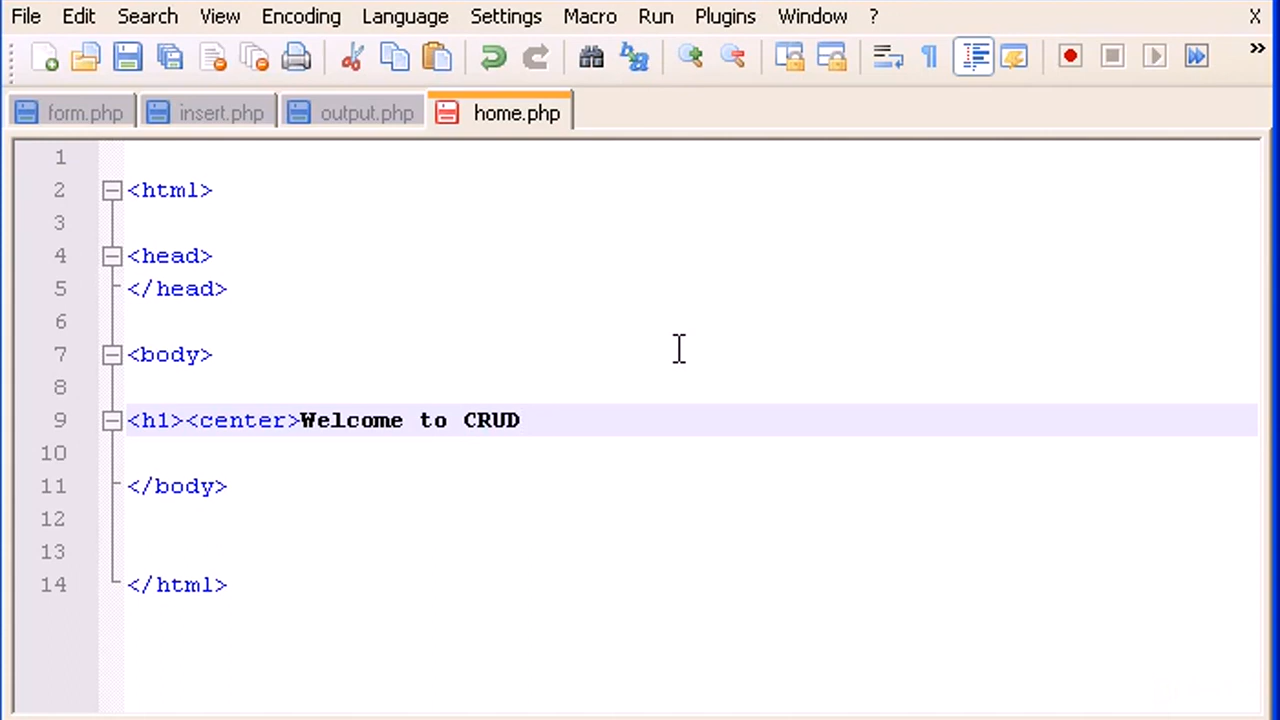 File Edit Search View Encoding Language Settings Macro Run Plugins Window ? X
form.php insert.php output.php home.php
1
2 <html>
3
4 <head>
5 </head>
6
7 <body>
8
9 <h1><center>Welcome to CRUD
10
11 </body>
12
13
14 </html>